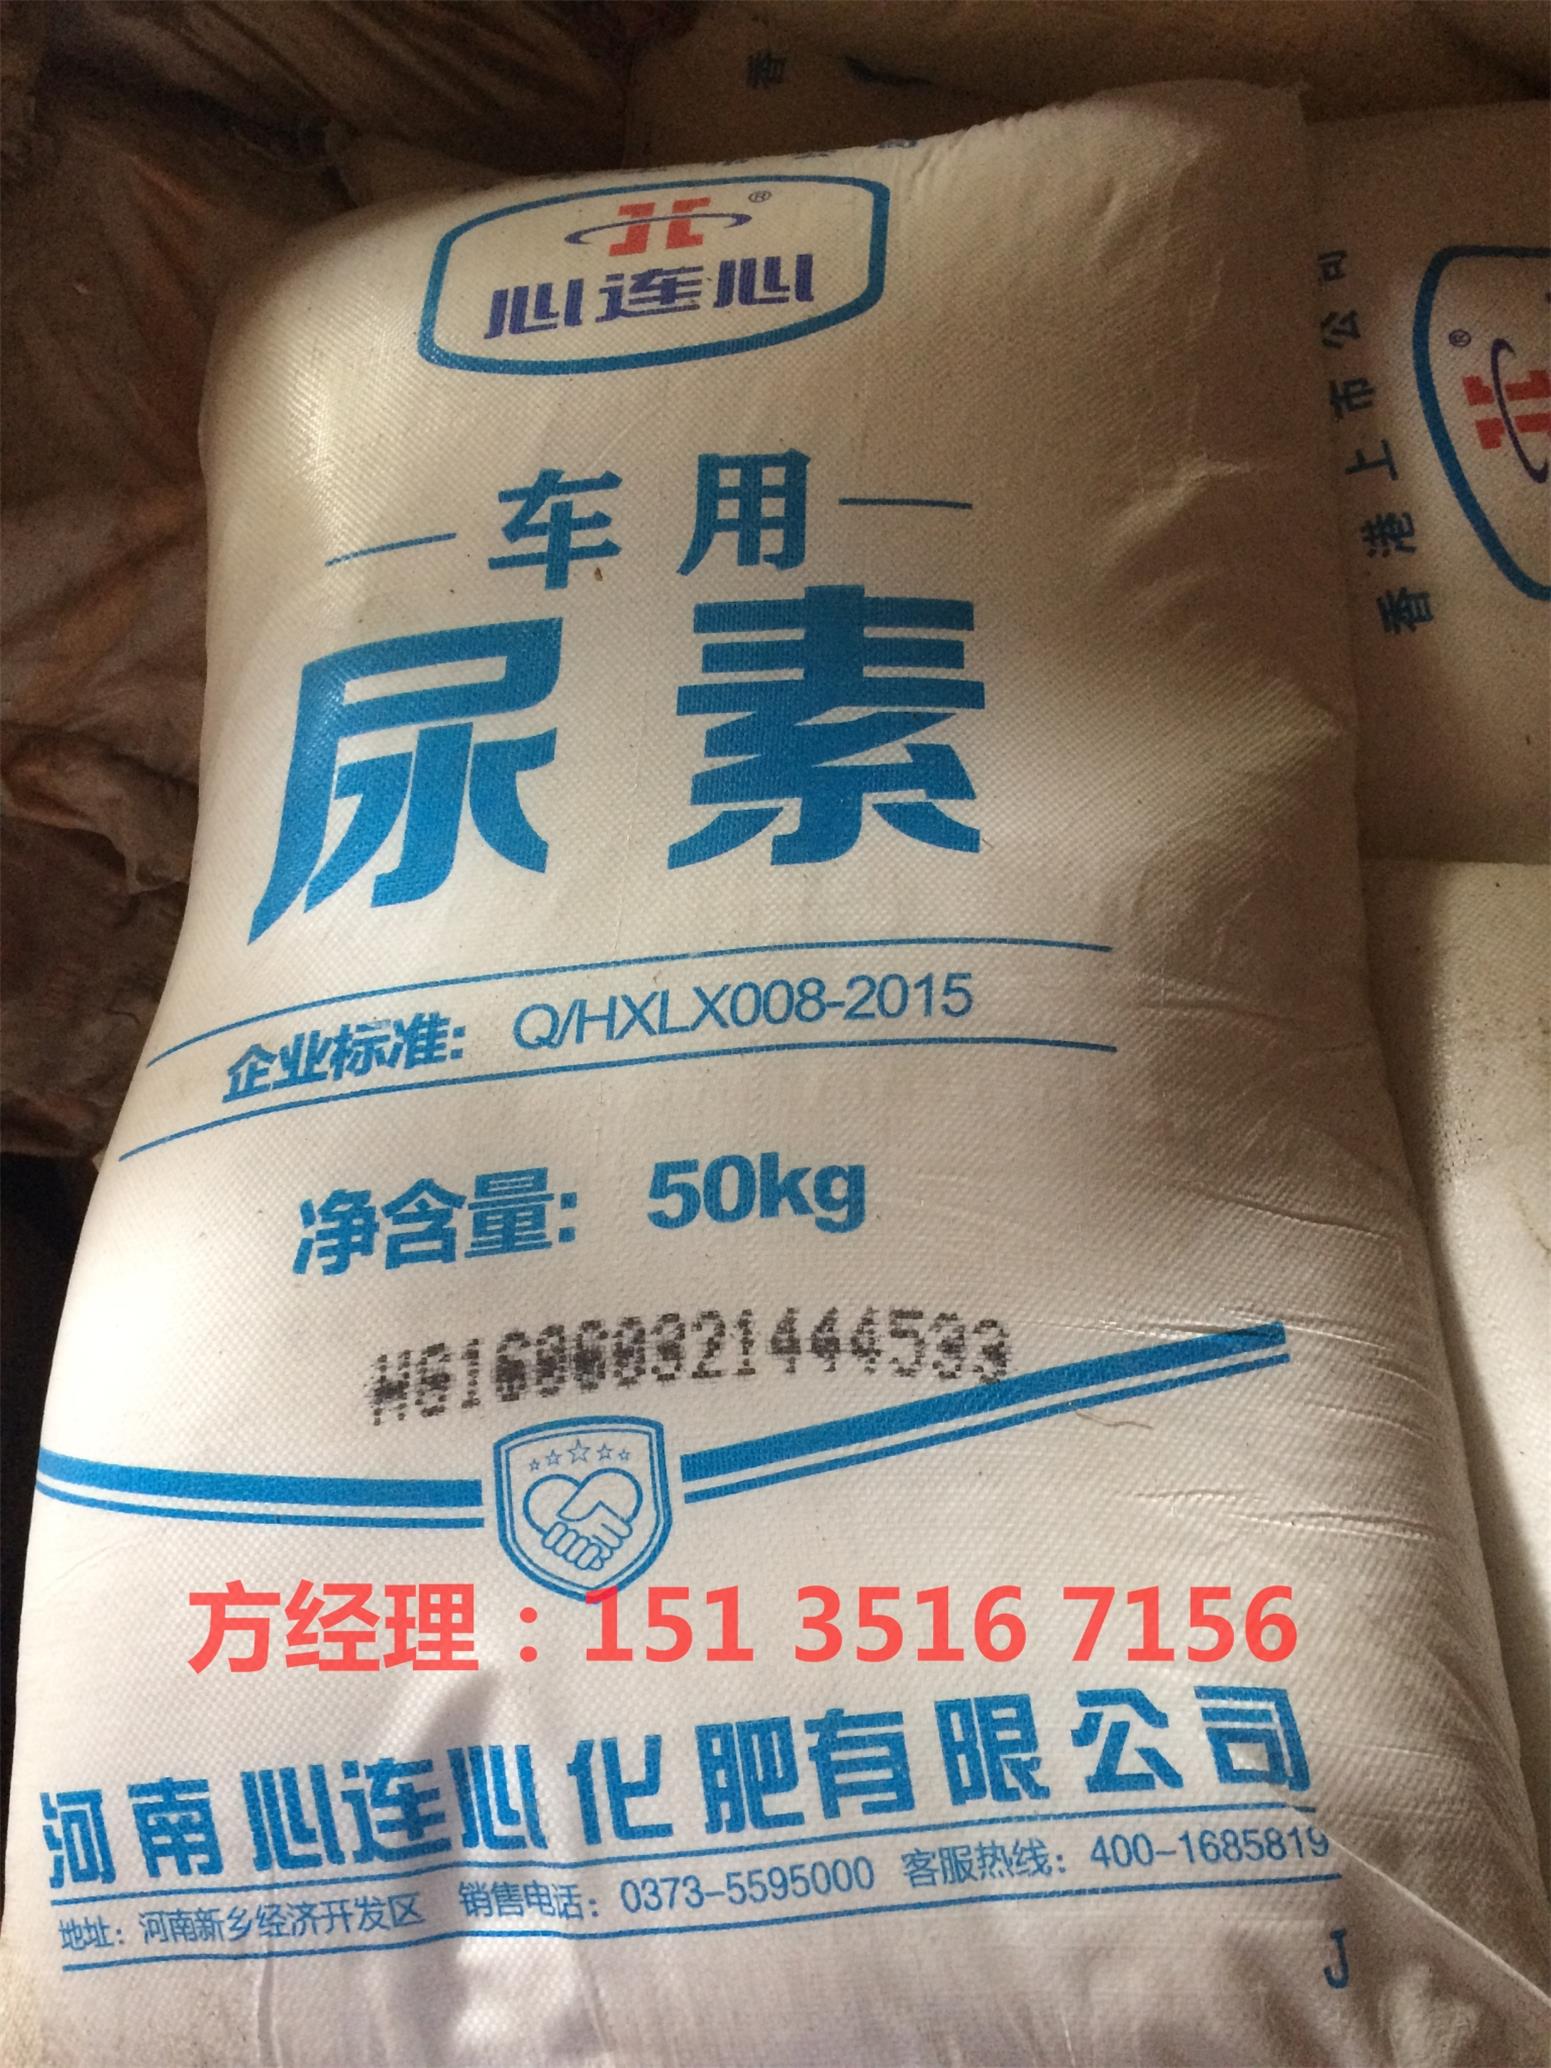 心连心®
车用
尿素
企业标准：Q/HXLX008-2015
净含量：50kg
方经理：151 3516 7156
河南心连心化肥有限公司
地址：河南新乡经济开发区 销售电话：0373-5595000 客服热线：400-1685819
J
香港上市公司
®
香